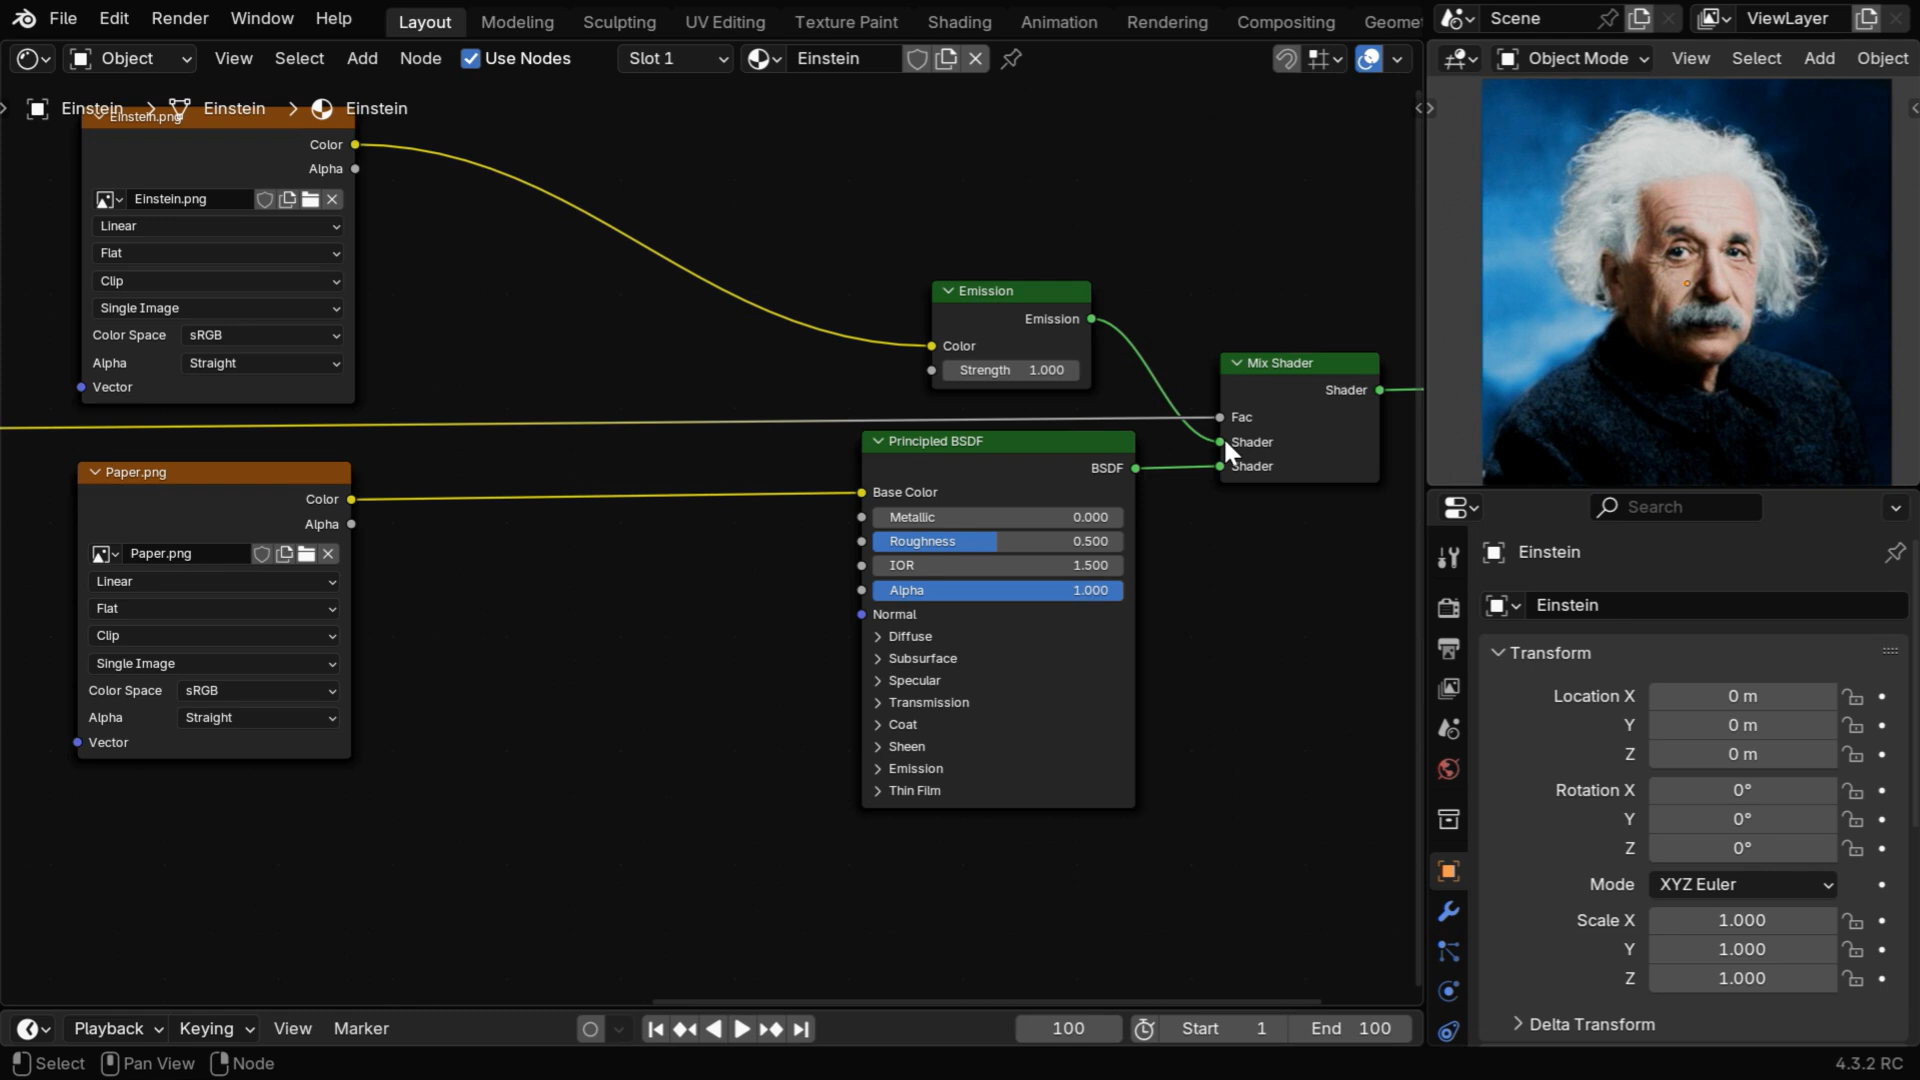 File Edit Render Window Help Layout Modeling Sculpting UV Editing Texture Paint Shading Animation Rendering Compositing Geomet Scene ViewLayer
Object View Select Add Node Use Nodes Slot 1 Einstein Object Mode View Select Add Object
Einstein > Einstein > Einstein
Einstein.png
Color
Alpha
Einstein.png
Linear
Flat
Clip
Single Image
Color Space sRGB
Alpha Straight
Vector
Paper.png
Color
Alpha
Paper.png
Linear
Flat
Clip
Single Image
Color Space sRGB
Alpha Straight
Vector
Emission
Emission
Color
Strength 1.000
Principled BSDF
BSDF
Base Color
Metallic 0.000
Roughness 0.500
IOR 1.500
Alpha 1.000
Normal
Diffuse
Subsurface
Specular
Transmission
Coat
Sheen
Emission
Thin Film
Mix Shader
Shader
Fac
Shader
Shader
Search
Einstein
Einstein
Transform
Location X 0 m
Y 0 m
Z 0 m
Rotation X 0°
Y 0°
Z 0°
Mode XYZ Euler
Scale X 1.000
Y 1.000
Z 1.000
Delta Transform
Playback Keying View Marker 100 Start 1 End 100
Select Pan View Node 4.3.2 RC